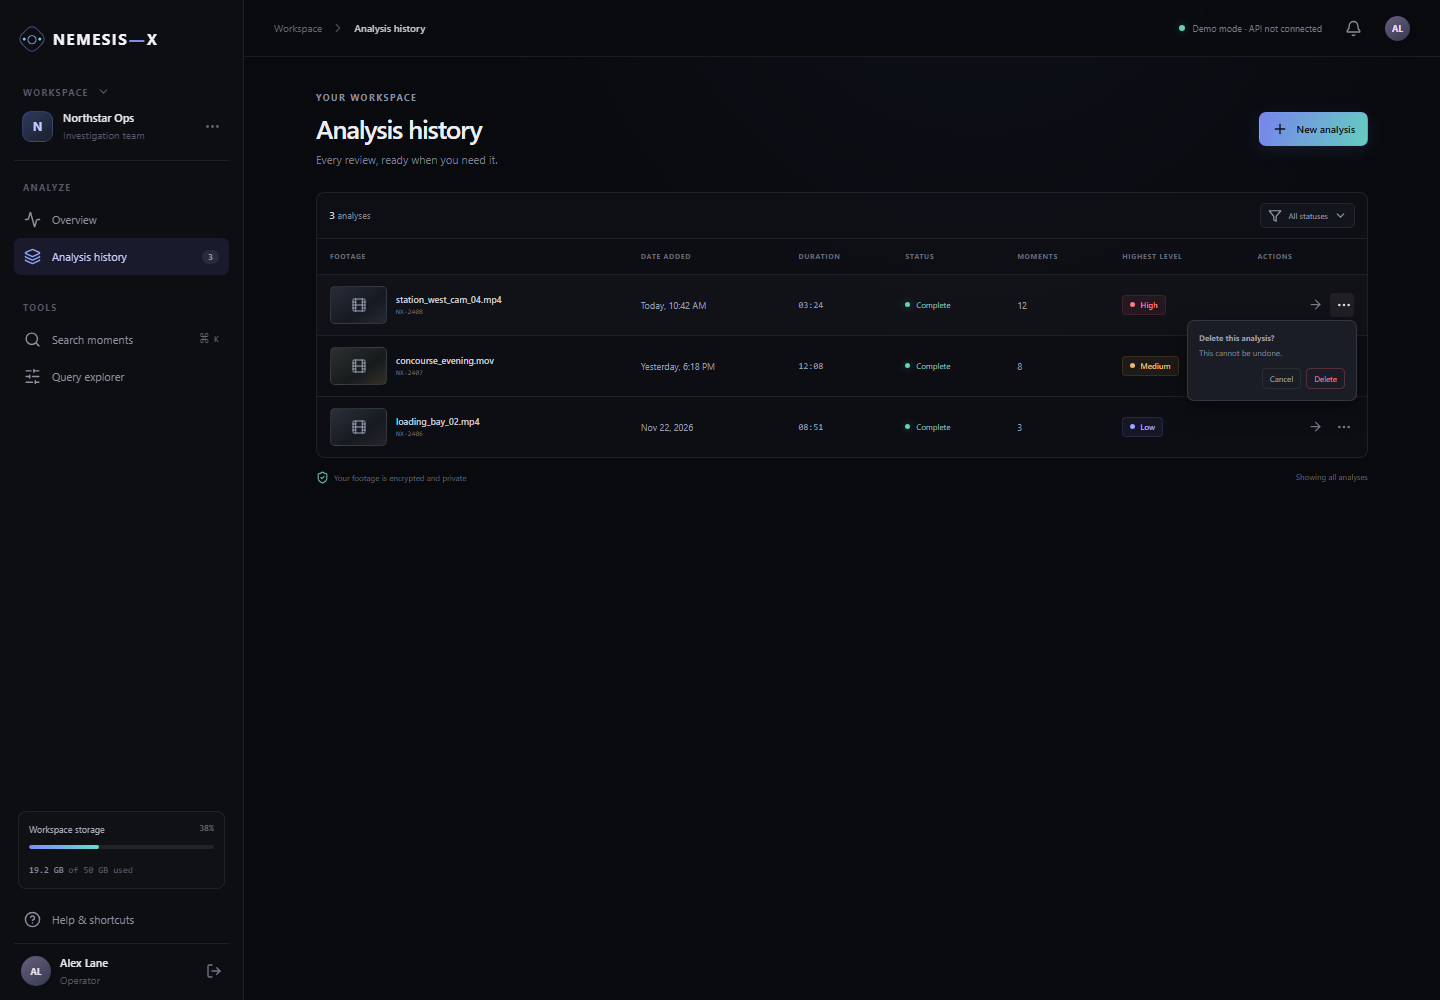 NEMESIS—X
WORKSPACE
N
Northstar Ops
Investigation team
ANALYZE
Overview
Analysis history
3
TOOLS
Search moments
⌘ K
Query explorer
Workspace storage
38%
19.2 GB of 50 GB used
Help & shortcuts
AL
Alex Lane
Operator
Workspace
Analysis history
Demo mode · API not connected
AL
YOUR WORKSPACE
Analysis history
Every review, ready when you need it.
New analysis
3 analyses
All statuses
FOOTAGE DATE ADDED DURATION STATUS MOMENTS HIGHEST LEVEL ACTIONS
station_west_cam_04.mp4
NX-2408
Today, 10:42 AM
03:24
Complete
12
High
Delete this analysis?
This cannot be undone.
Cancel
Delete
concourse_evening.mov
NX-2407
Yesterday, 6:18 PM
12:08
Complete
8
Medium
loading_bay_02.mp4
NX-2406
Nov 22, 2026
08:51
Complete
3
Low
Your footage is encrypted and private
Showing all analyses